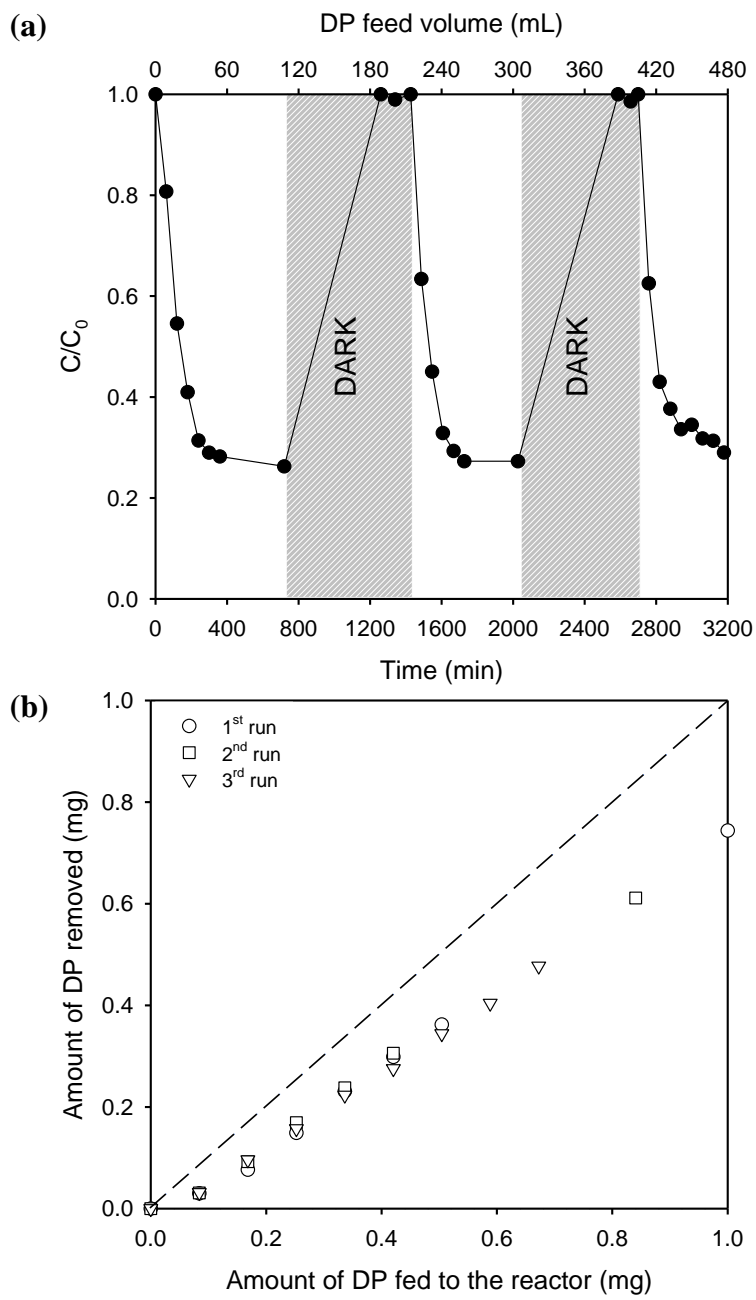 (a)
DP feed volume (mL)
0 60 120 180 240 300 360 420 480
1.0
0.8
0.6
0.4
0.2
0.0
C/C₀
DARK
DARK
0 400 800 1200 1600 2000 2400 2800 3200
Time (min)
(b)
1.0
0.8
0.6
0.4
0.2
0.0
Amount of DP removed (mg)
1ˢᵗ run
2ⁿᵈ run
3ʳᵈ run
0.0 0.2 0.4 0.6 0.8 1.0
Amount of DP fed to the reactor (mg)